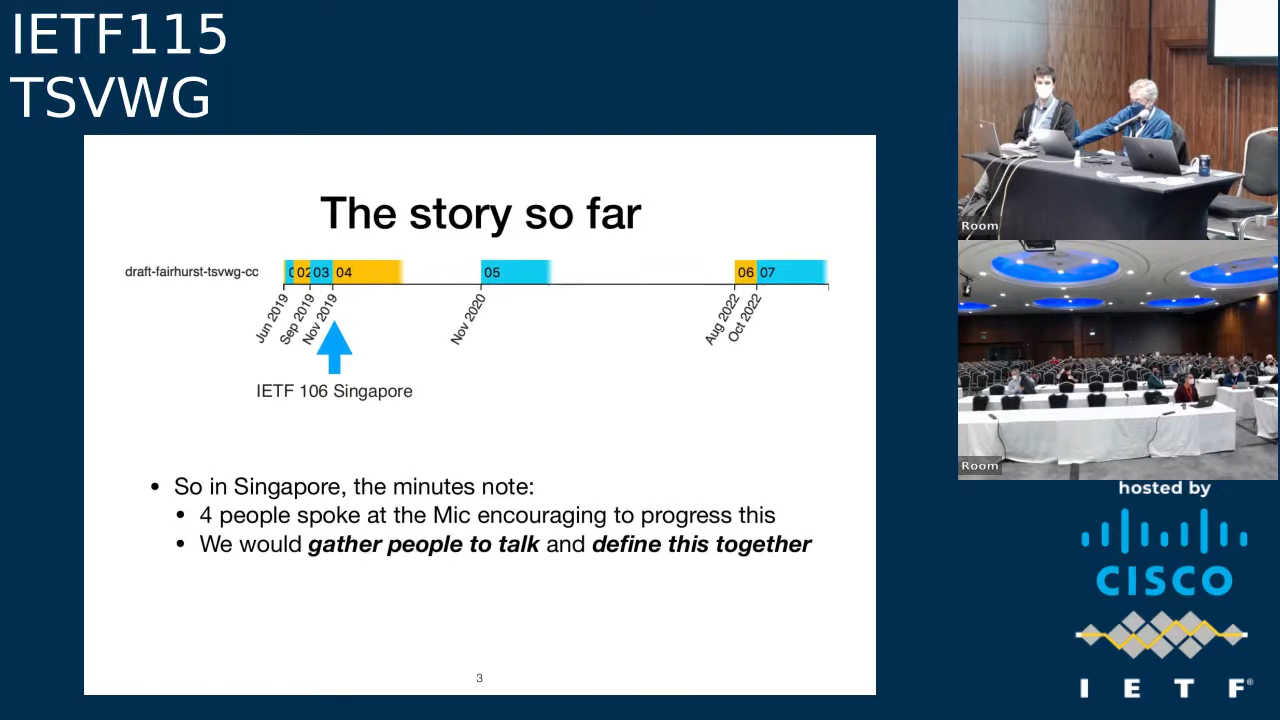 IETF115
TSVWG
The story so far
draft-fairhurst-tsvwg-cc
02 03 04 05 06 07
Jun 2019
Sep 2019
Nov 2019
Nov 2020
Aug 2022
Oct 2022
IETF 106 Singapore
• So in Singapore, the minutes note:
• 4 people spoke at the Mic encouraging to progress this
• We would gather people to talk and define this together
3
Room
Room
hosted by
CISCO
I E T F®